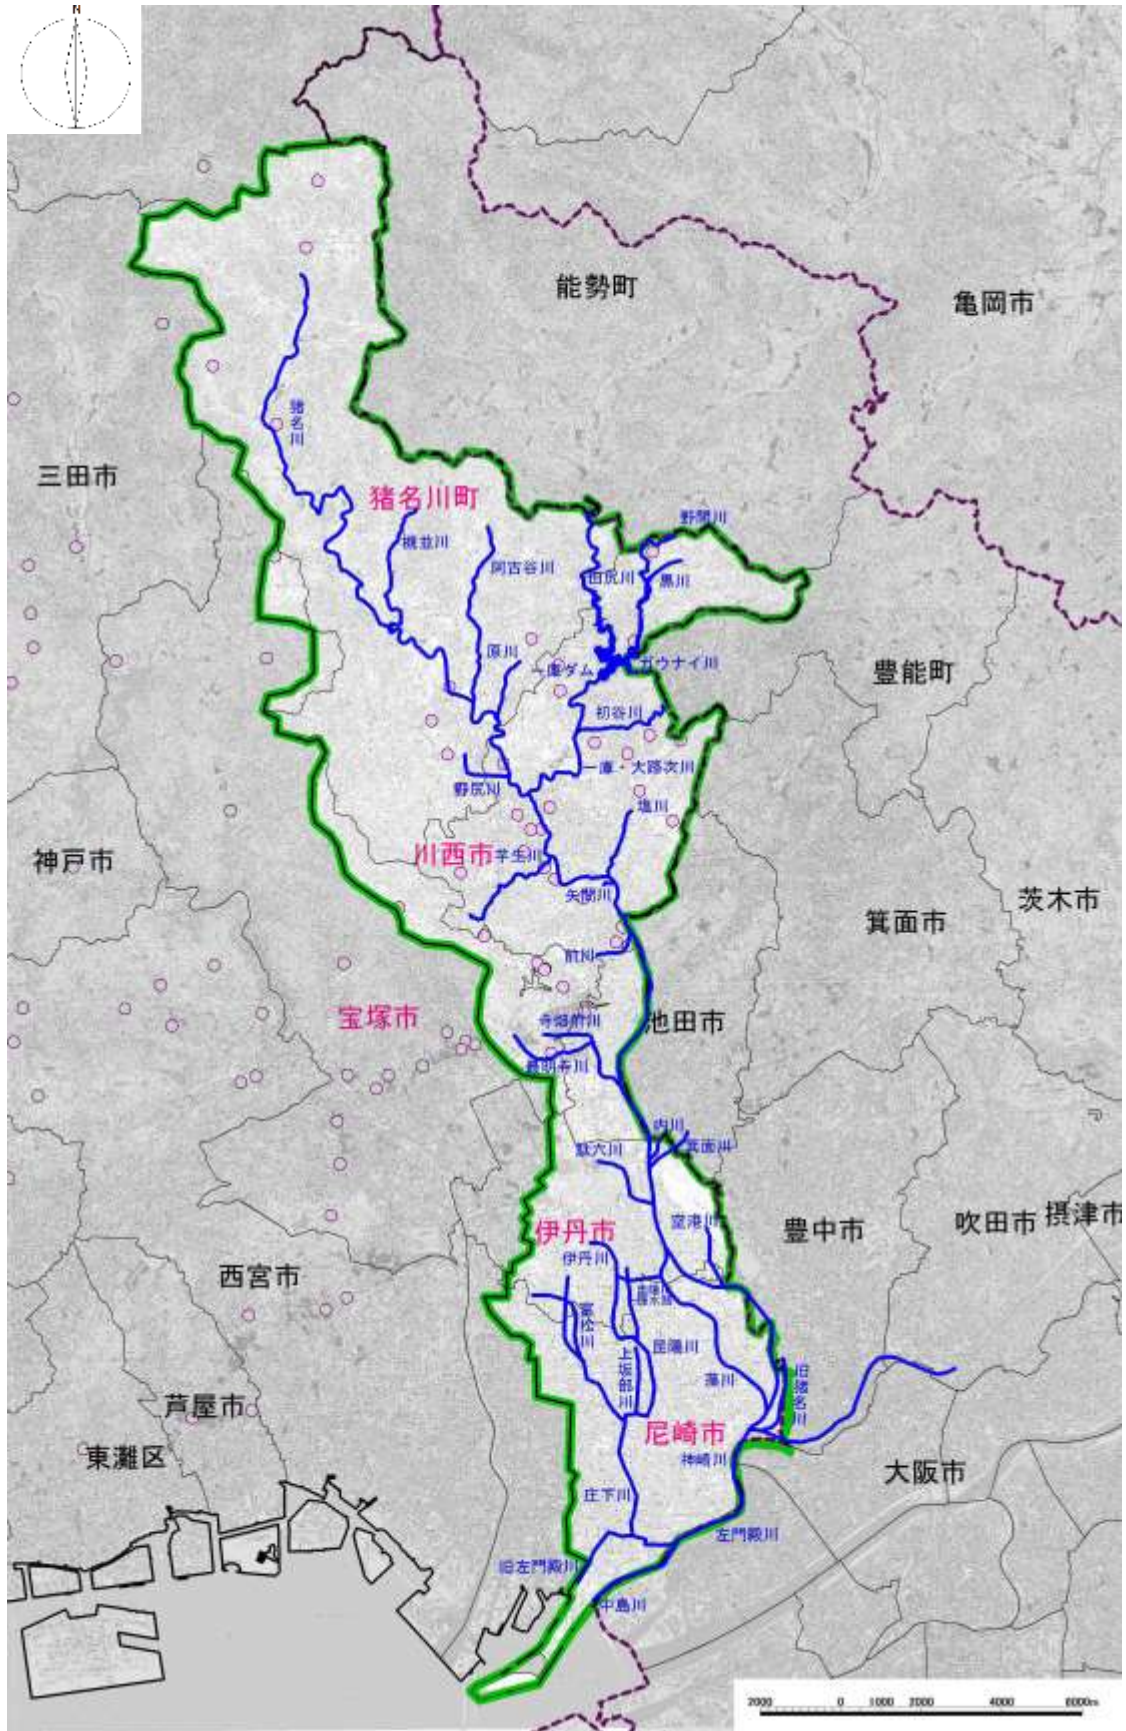 N
能勢町
亀岡市
猪名川
三田市
猪名川町
野間川
槻並川
阿古谷川
田尻川
黒川
原川
一庫ダム
ガウナイ川
豊能町
初谷川
一庫・大路次川
野尻川
塩川
川西市
芋生川
神戸市
矢間川
茨木市
箕面市
前川
宝塚市
寺畑前川
池田市
最明寺川
内川
箕面川
駄六川
伊丹市
空港川
豊中市
吹田市
摂津市
伊丹川
西宮市
富松川
昆陽川
上坂部川
藻川
旧猪名川
芦屋市
尼崎市
東灘区
神崎川
大阪市
庄下川
左門殿川
旧左門殿川
中島川
2000 0 1000 2000 4000 6000m